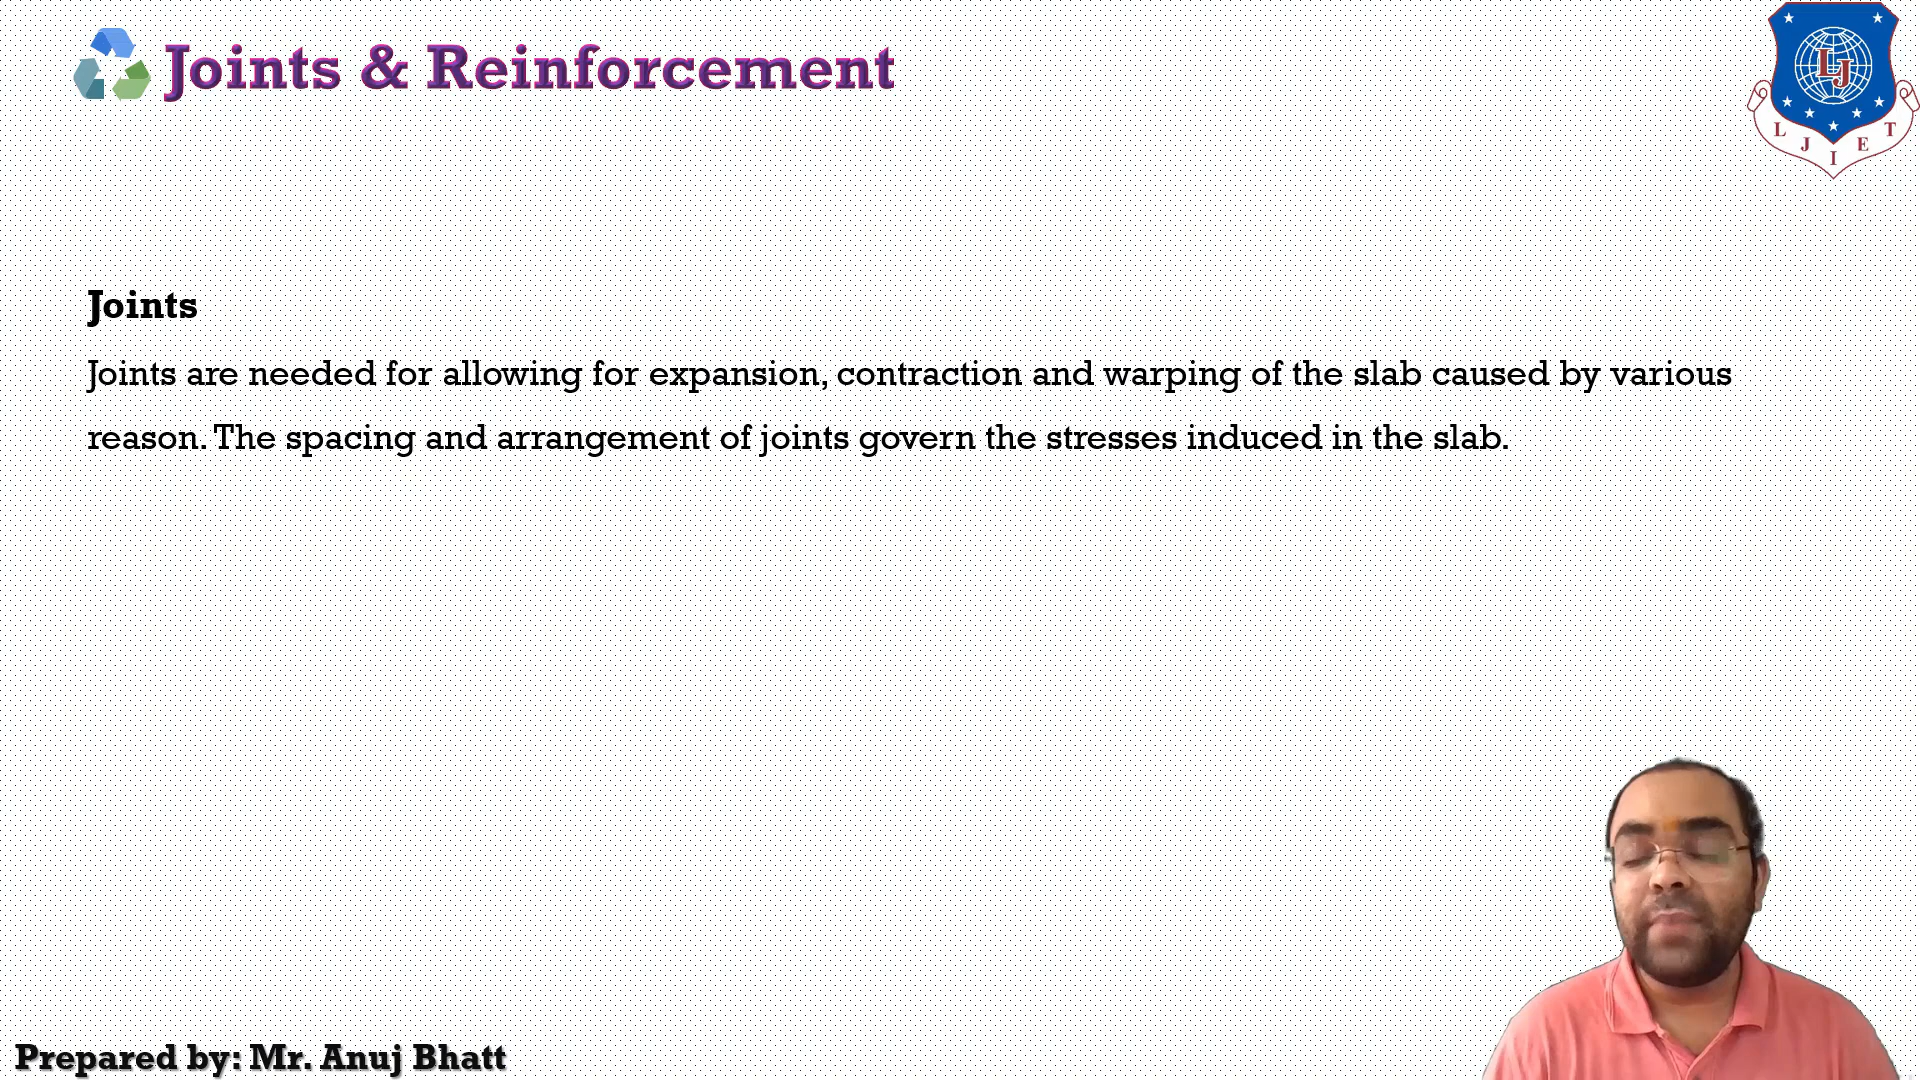 Joints & Reinforcement
LJ
L J I E T
Joints
Joints are needed for allowing for expansion, contraction and warping of the slab caused by various
reason. The spacing and arrangement of joints govern the stresses induced in the slab.
Prepared by: Mr. Anuj Bhatt